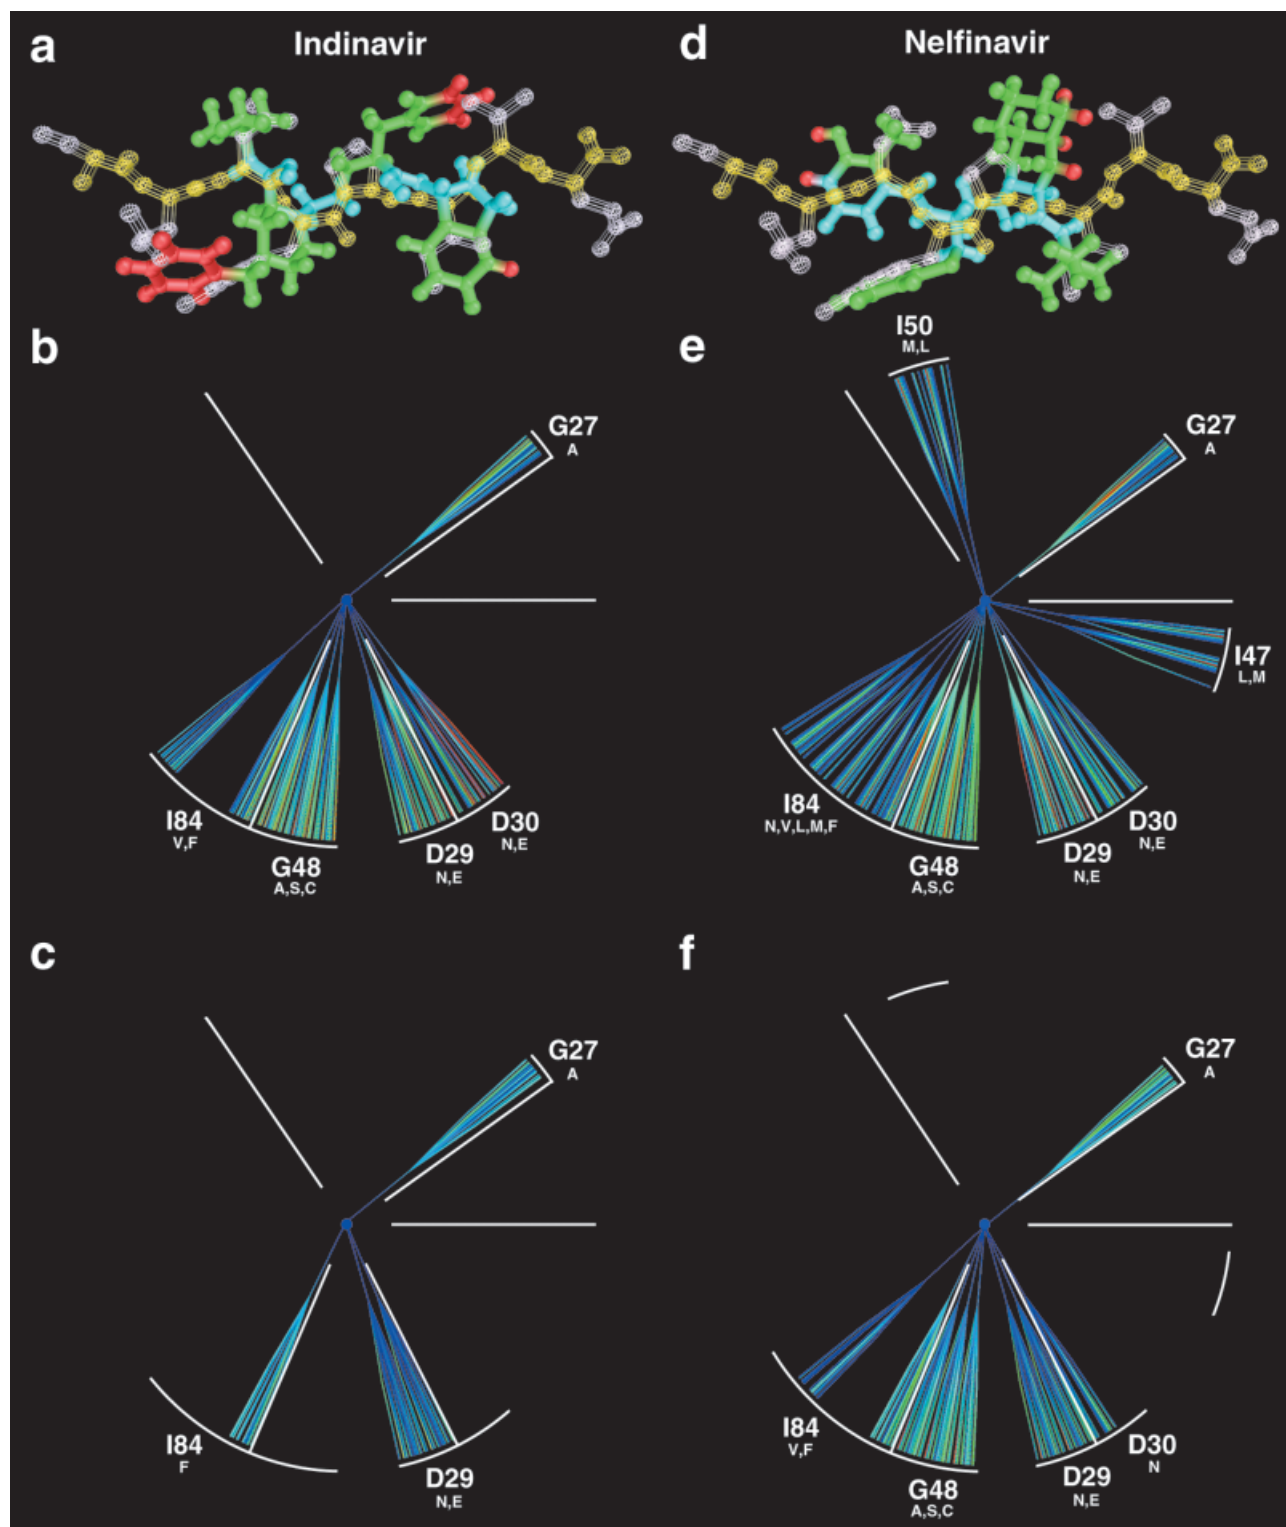 a
Indinavir
d
Nelfinavir
b
G27
A
I84
V,F
G48
A,S,C
D29
N,E
D30
N,E
e
I50
M,L
G27
A
I47
L,M
I84
N,V,L,M,F
G48
A,S,C
D29
N,E
D30
N,E
c
G27
A
I84
F
D29
N,E
f
G27
A
I84
V,F
G48
A,S,C
D29
N,E
D30
N